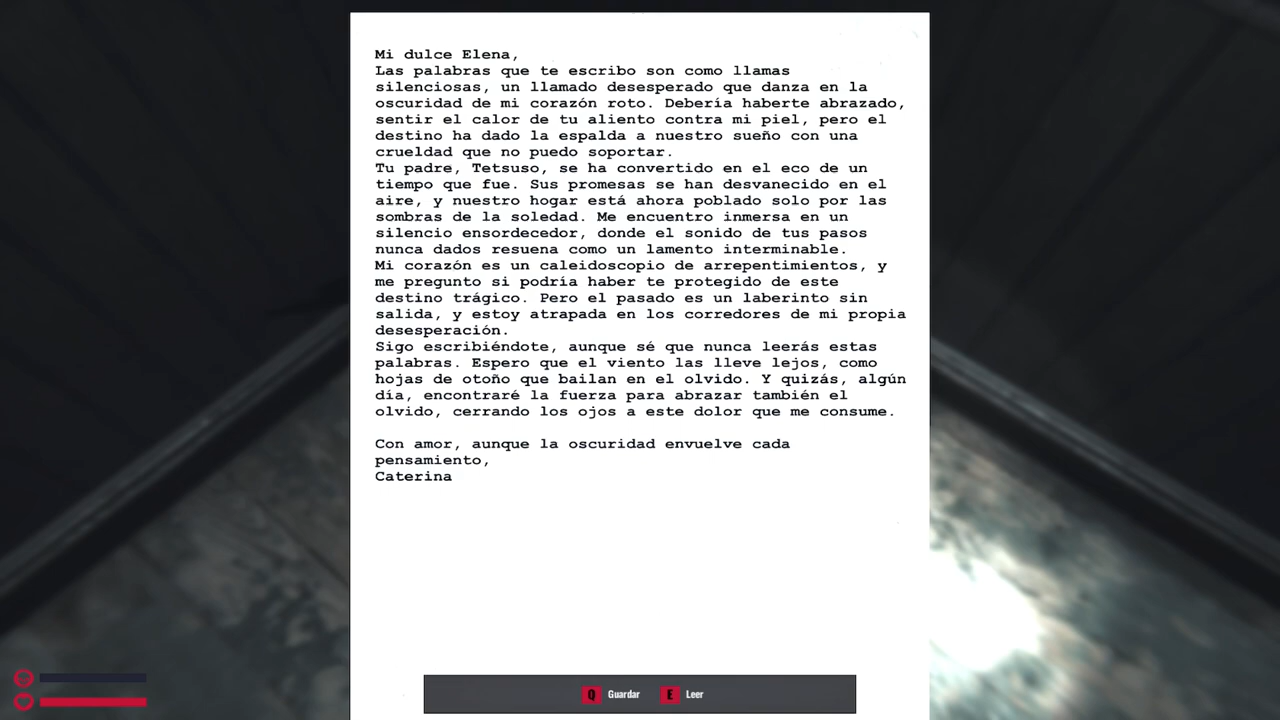 Mi dulce Elena,
Las palabras que te escribo son como llamas
silenciosas, un llamado desesperado que danza en la
oscuridad de mi corazón roto. Debería haberte abrazado,
sentir el calor de tu aliento contra mi piel, pero el
destino ha dado la espalda a nuestro sueño con una
crueldad que no puedo soportar.
Tu padre, Tetsuso, se ha convertido en el eco de un
tiempo que fue. Sus promesas se han desvanecido en el
aire, y nuestro hogar está ahora poblado solo por las
sombras de la soledad. Me encuentro inmersa en un
silencio ensordecedor, donde el sonido de tus pasos
nunca dados resuena como un lamento interminable.
Mi corazón es un caleidoscopio de arrepentimientos, y
me pregunto si podría haber te protegido de este
destino trágico. Pero el pasado es un laberinto sin
salida, y estoy atrapada en los corredores de mi propia
desesperación.
Sigo escribiéndote, aunque sé que nunca leerás estas
palabras. Espero que el viento las lleve lejos, como
hojas de otoño que bailan en el olvido. Y quizás, algún
día, encontraré la fuerza para abrazar también el
olvido, cerrando los ojos a este dolor que me consume.
Con amor, aunque la oscuridad envuelve cada
pensamiento,
Caterina
Q Guardar E Leer